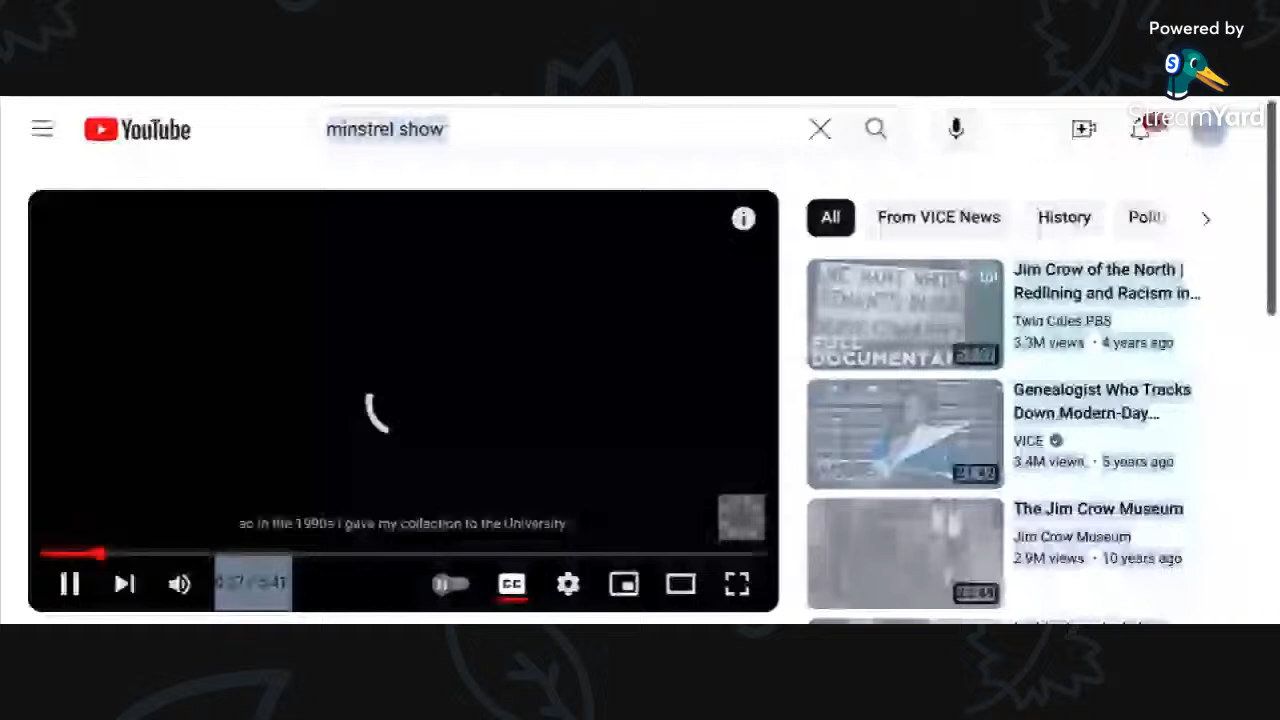 Powered by
StreamYard
YouTube
minstrel show
All
From VICE News
History
Jim Crow of the North |
Redlining and Racism in...
Twin Cities PBS
3.3M views • 4 years ago
FULL
DOCUMENTA
Genealogist Who Tracks
Down Modern-Day...
VICE
3.4M views • 5 years ago
The Jim Crow Museum
Jim Crow Museum
2.9M views • 10 years ago
so in the 1990s I gave my collection to the University
CC